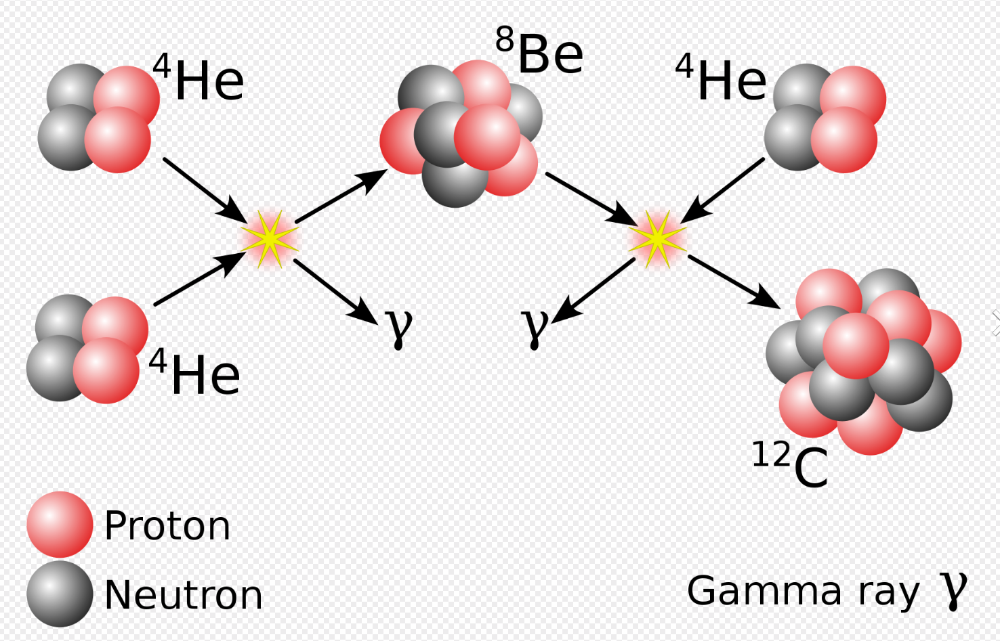 ⁴He
⁸Be
⁴He
γ
γ
⁴He
¹²C
Proton
Neutron
Gamma ray γ